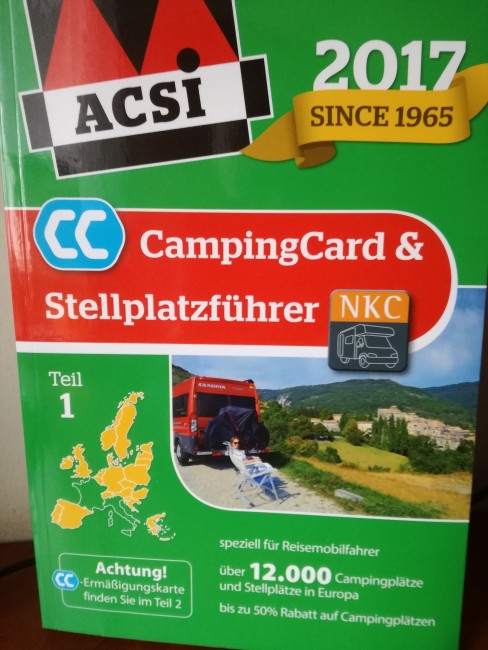 ACSI
2017
SINCE 1965
CC
CampingCard &
Stellplatzführer
NKC
Teil
1
speziell für Reisemobilfahrer
über 12.000 Campingplätze
und Stellplätze in Europa
bis zu 50% Rabatt auf Campingplätzen
Achtung!
CC -Ermäßigungskarte
finden Sie im Teil 2